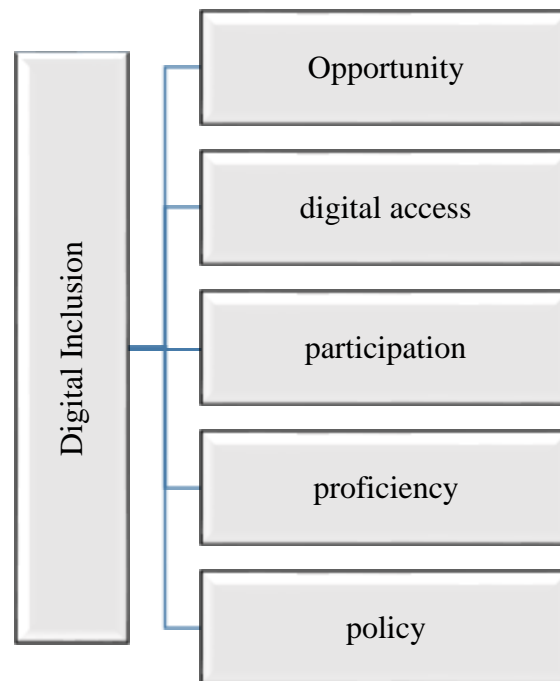 Digital Inclusion
Opportunity
digital access
participation
proficiency
policy